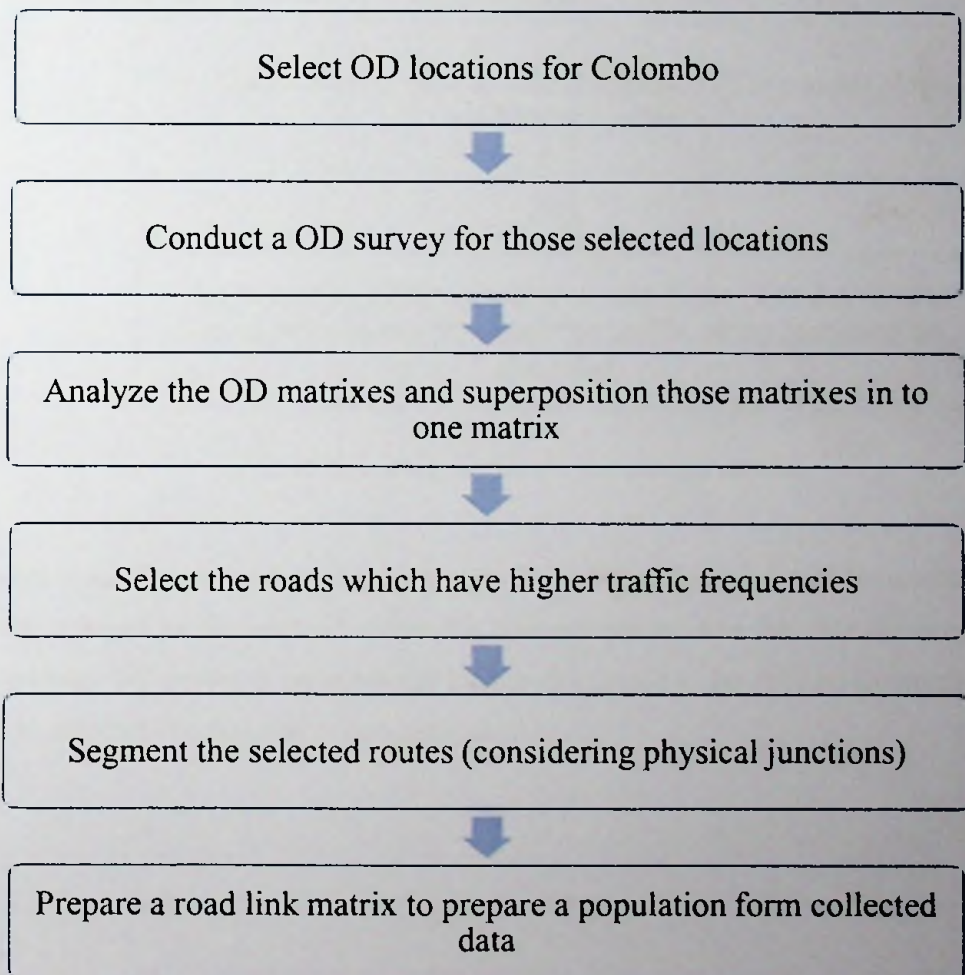 Select OD locations for Colombo
Conduct a OD survey for those selected locations
Analyze the OD matrixes and superposition those matrixes in to
one matrix
Select the roads which have higher traffic frequencies
Segment the selected routes (considering physical junctions)
Prepare a road link matrix to prepare a population form collected
data